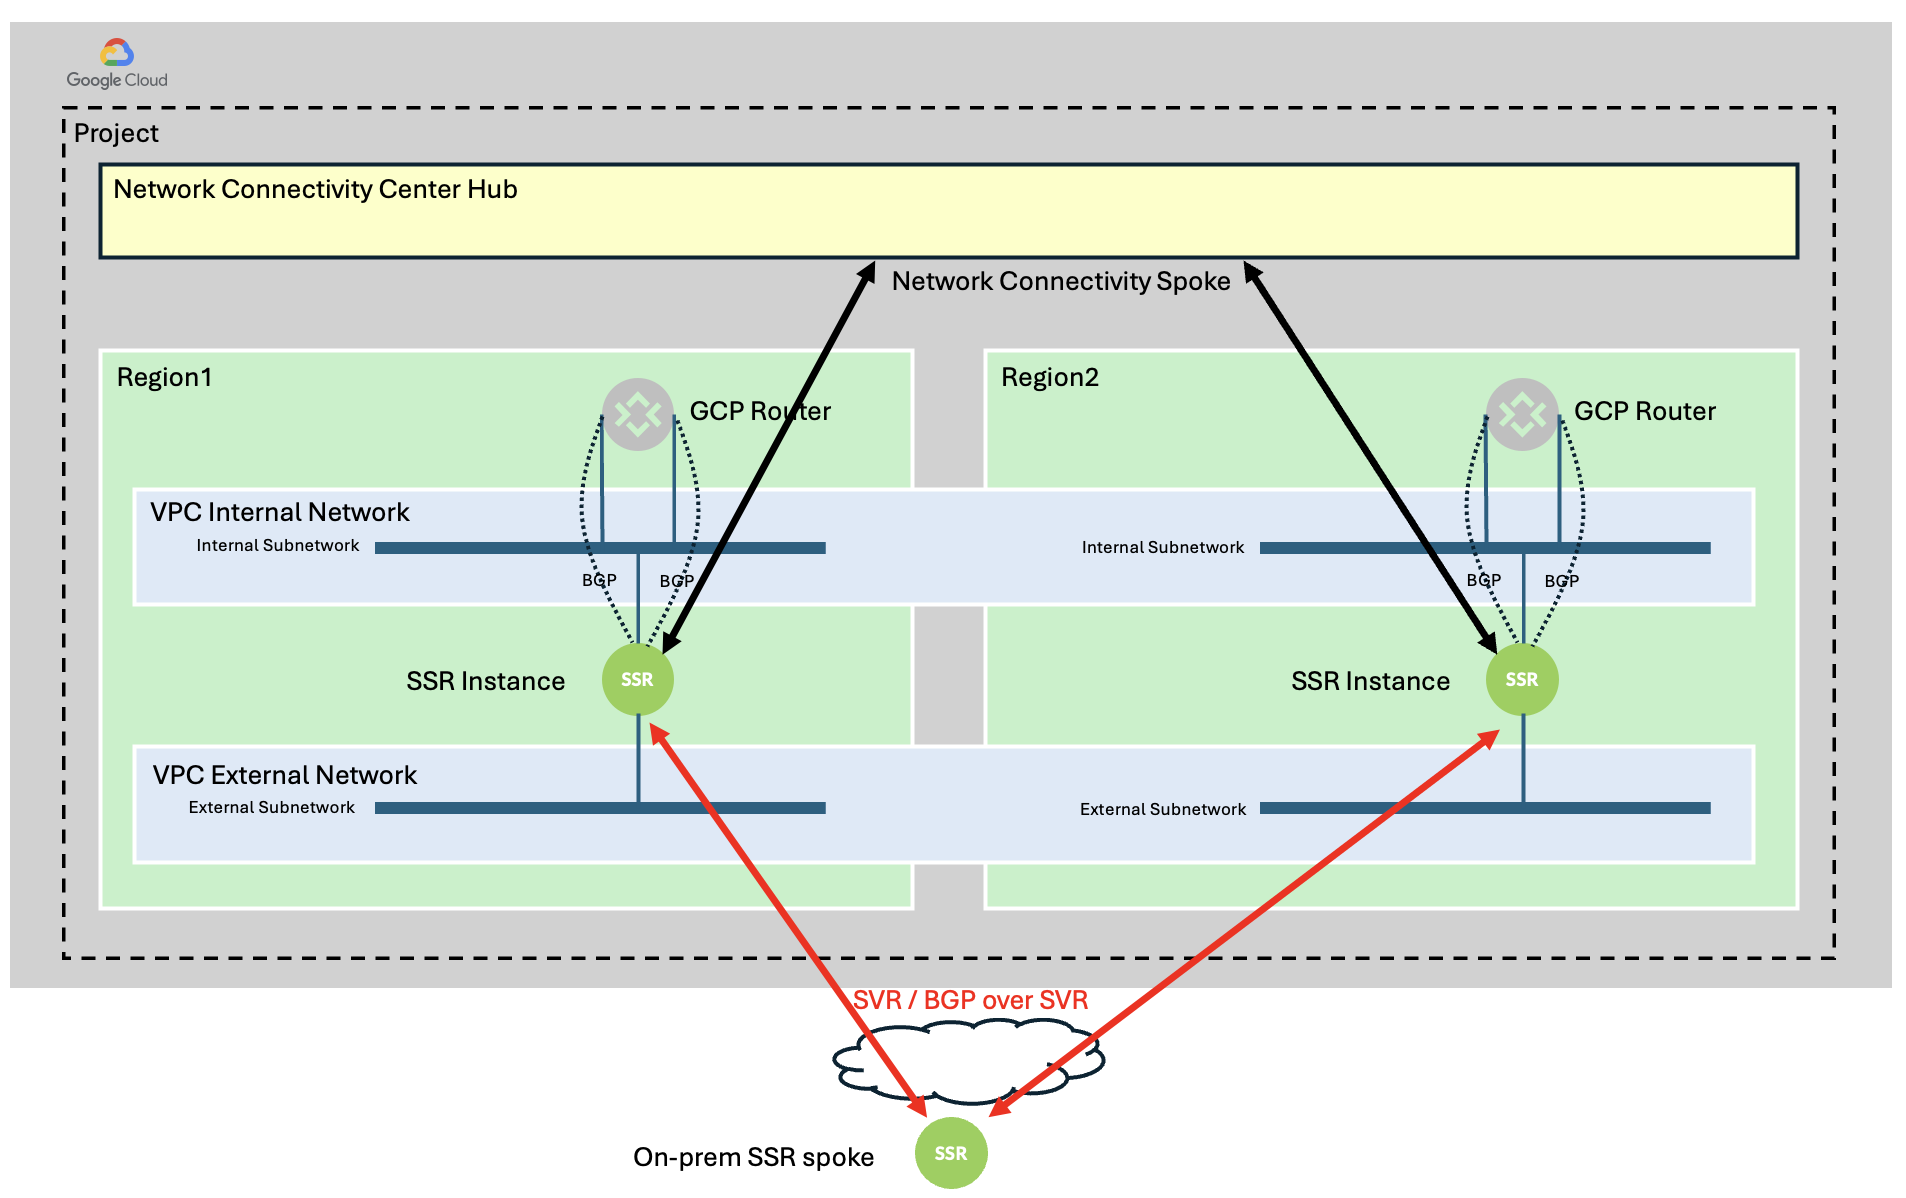 Google Cloud
Project
Network Connectivity Center Hub
Network Connectivity Spoke
Region1
GCP Router
VPC Internal Network
Internal Subnetwork
BGP
BGP
SSR Instance
SSR
VPC External Network
External Subnetwork
Region2
GCP Router
Internal Subnetwork
BGP
BGP
SSR Instance
SSR
External Subnetwork
SVR / BGP over SVR
On-prem SSR spoke
SSR